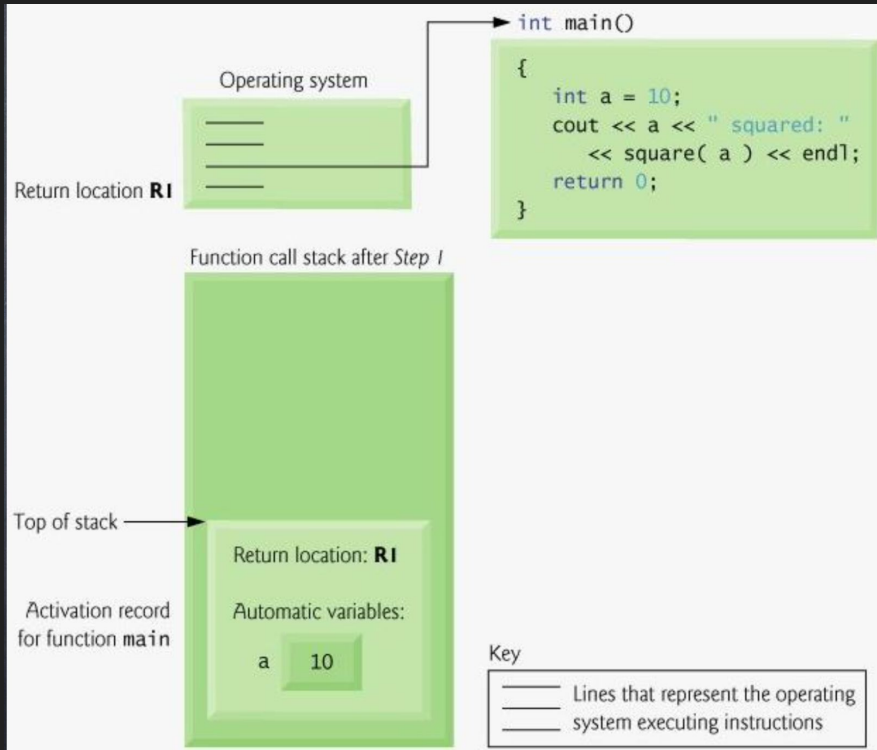 int main()
{
int a = 10;
cout << a << " squared: "
<< square( a ) << endl;
return 0;
}
Operating system
Return location R1
Function call stack after Step 1
Top of stack
Return location: R1
Activation record
for function main
Automatic variables:
a 10
Key
Lines that represent the operating
system executing instructions